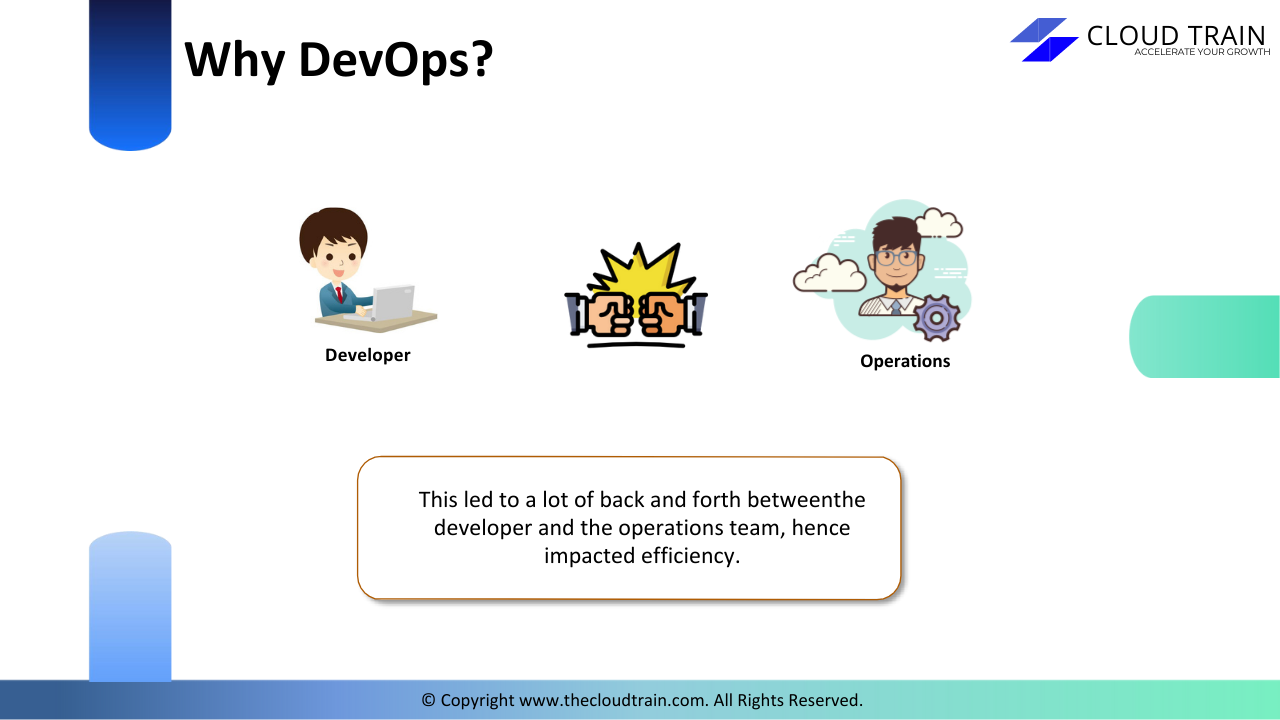 Why DevOps?
CLOUD TRAIN
ACCELERATE YOUR GROWTH
Developer
Operations
This led to a lot of back and forth betweenthe
developer and the operations team, hence
impacted efficiency.
© Copyright www.thecloudtrain.com. All Rights Reserved.